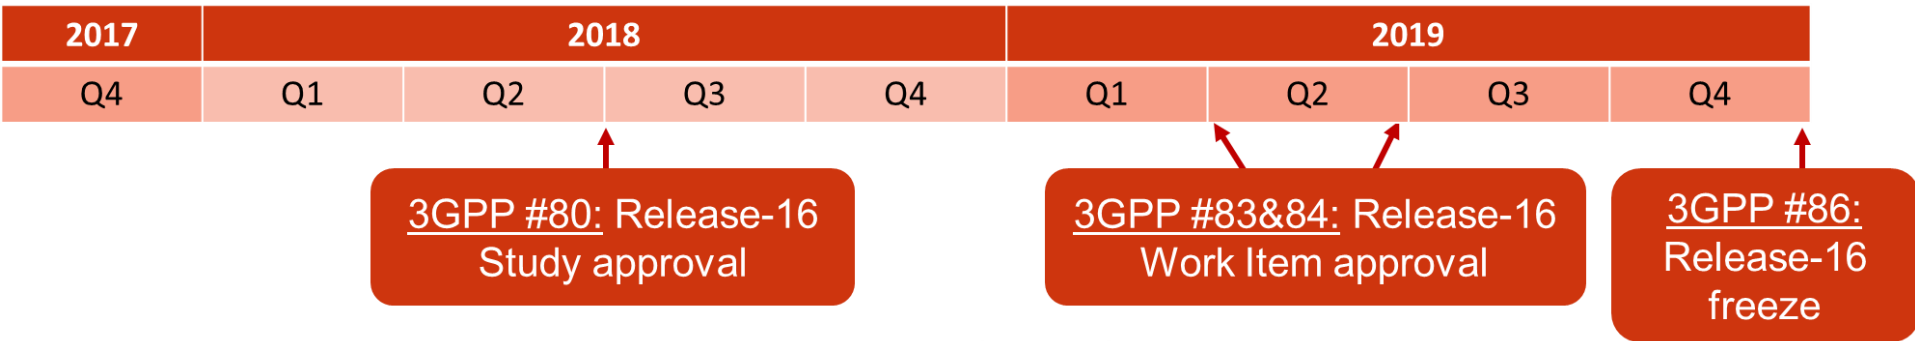 2017 2018 2019
Q4 Q1 Q2 Q3 Q4 Q1 Q2 Q3 Q4
3GPP #80: Release-16
Study approval
3GPP #83&84: Release-16
Work Item approval
3GPP #86:
Release-16
freeze